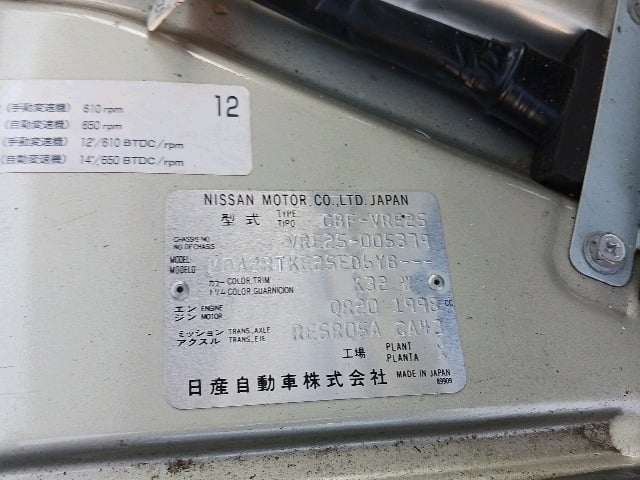 (手動変速機) 610 rpm
(自動変速機) 650 rpm
(手動変速機) 12°/610 BTDC/rpm
(自動変速機) 14°/650 BTDC/rpm
12
NISSAN MOTOR CO.,LTD. JAPAN
型式 TYPE TIPO CBF-VRE25
CHASSIS NO. NO.DE CHASIS VRE25-005379
MODEL MODELO
カラー トリム COLOR,TRIM COLOR,GUARNICION K32 W
エンジン ENGINE MOTOR QR20 1998 CC
ミッション アクスル TRANS.,AXLE TRANS.,EJE RE5R05A
工場 PLANT PLANTA
日産自動車株式会社 MADE IN JAPAN
89909